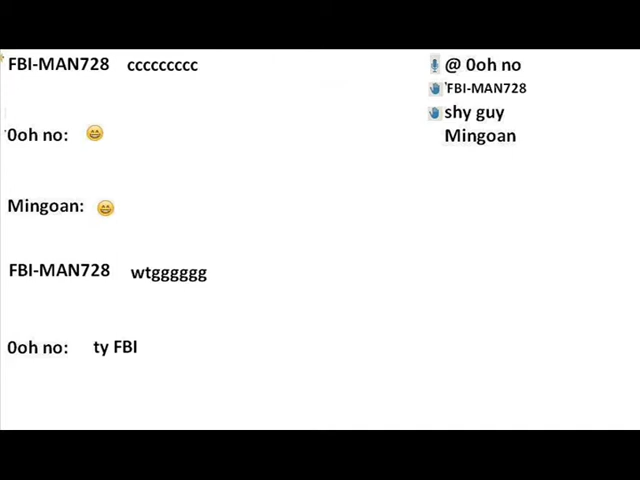 FBI-MAN728 ccccccccc
0oh no: 😄
Mingoan: 😄
FBI-MAN728 wtgggggg
0oh no: ty FBI
@ 0oh no
FBI-MAN728
shy guy
Mingoan